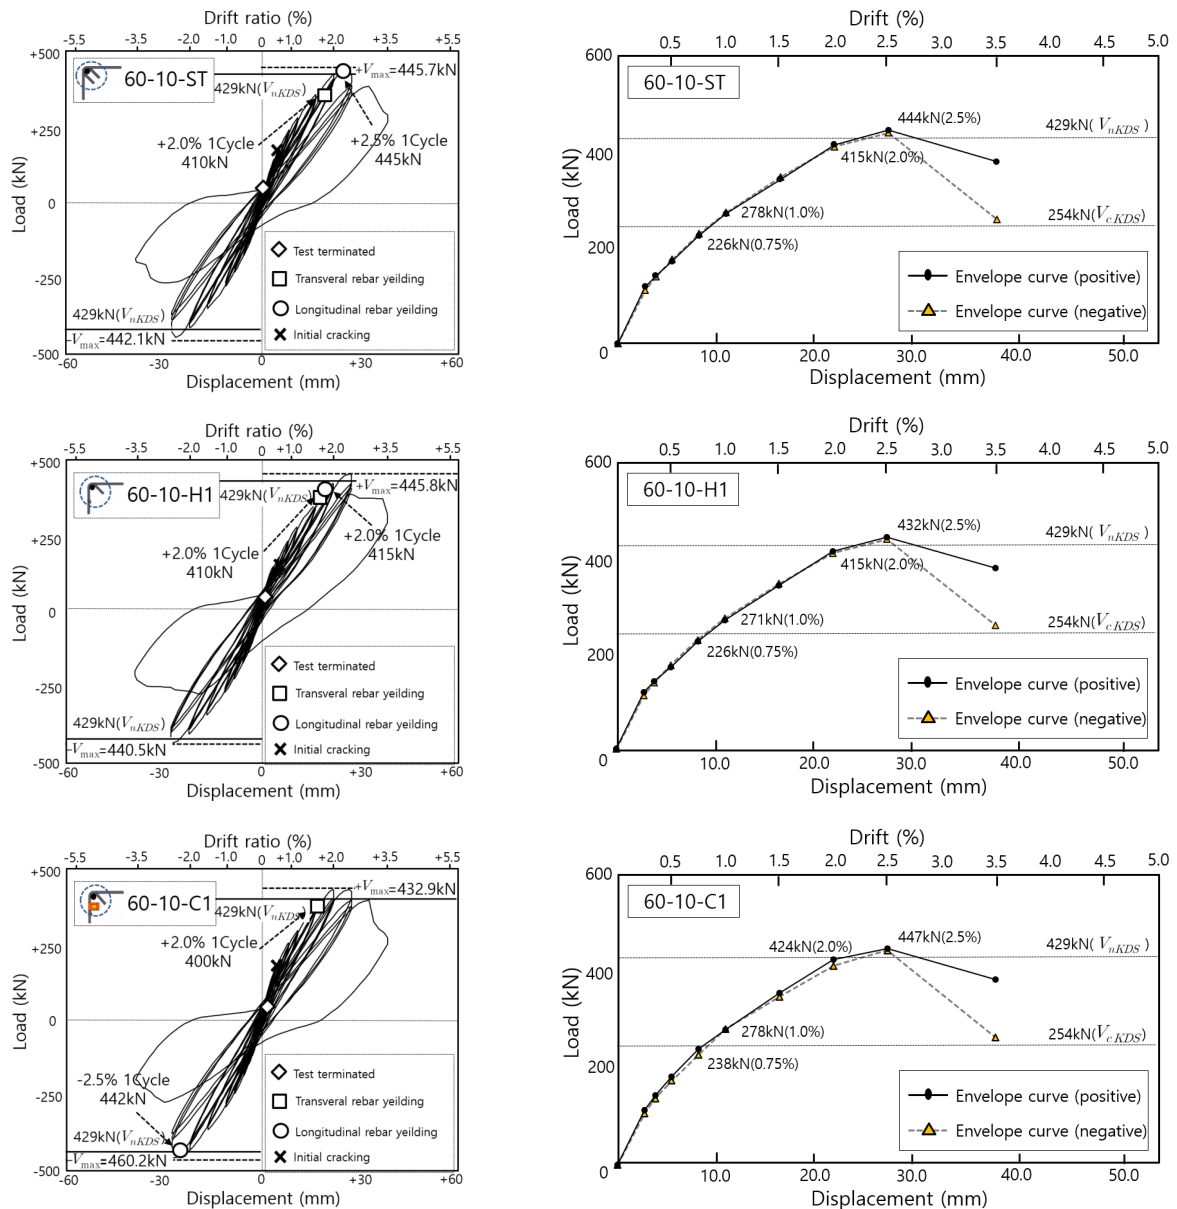 Drift ratio (%)
-5.5 -3.5 -2.0 -1.0 0 +1.0 +2.0 +3.5 +5.5
+500
+250
0
-250
-500
Load (kN)
60-10-ST
+Vmax=445.7kN
429kN(VnKDS)
+2.0% 1Cycle
410kN
+2.5% 1Cycle
445kN
Test terminated
Transveral rebar yeilding
Longitudinal rebar yeilding
Initial cracking
429kN(VnKDS)
-Vmax=442.1kN
-60 -30 0 +30 +60
Displacement (mm)
Drift (%)
0.5 1.0 1.5 2.0 2.5 3.0 3.5 4.0 4.5 5.0
600
400
200
0
Load (kN)
60-10-ST
444kN(2.5%)
429kN( VnKDS )
415kN(2.0%)
278kN(1.0%)
254kN(VcKDS)
226kN(0.75%)
Envelope curve (positive)
Envelope curve (negative)
10.0 20.0 30.0 40.0 50.0
Displacement (mm)
Drift ratio (%)
-5.5 -3.5 -2.0 -1.0 0 +1.0 +2.0 +3.5 +5.5
+500
+250
0
-250
-500
Load (kN)
60-10-H1
429kN(VnKDS)
+Vmax=445.8kN
+2.0% 1Cycle
410kN
+2.0% 1Cycle
415kN
Test terminated
Transveral rebar yeilding
Longitudinal rebar yeilding
Initial cracking
429kN(VnKDS)
-Vmax=440.5kN
-60 -30 0 +30 +60
Displacement (mm)
Drift (%)
0.5 1.0 1.5 2.0 2.5 3.0 3.5 4.0 4.5 5.0
600
400
200
0
Load (kN)
60-10-H1
432kN(2.5%)
429kN( VnKDS )
415kN(2.0%)
271kN(1.0%)
254kN(VcKDS)
226kN(0.75%)
Envelope curve (positive)
Envelope curve (negative)
10.0 20.0 30.0 40.0 50.0
Displacement (mm)
Drift ratio (%)
-5.5 -3.5 -2.0 -1.0 0 +1.0 +2.0 +3.5 +5.5
+500
+250
0
-250
-500
Load (kN)
60-10-C1
+Vmax=432.9kN
429kN(VnKDS)
+2.0% 1Cycle
400kN
-2.5% 1Cycle
442kN
Test terminated
Transveral rebar yeilding
Longitudinal rebar yeilding
Initial cracking
429kN(VnKDS)
-Vmax=460.2kN
-60 -30 0 +30 +60
Displacement (mm)
Drift (%)
0.5 1.0 1.5 2.0 2.5 3.0 3.5 4.0 4.5 5.0
600
400
200
0
Load (kN)
60-10-C1
424kN(2.0%)
447kN(2.5%)
429kN( VnKDS )
278kN(1.0%)
254kN(VcKDS)
238kN(0.75%)
Envelope curve (positive)
Envelope curve (negative)
10.0 20.0 30.0 40.0 50.0
Displacement (mm)